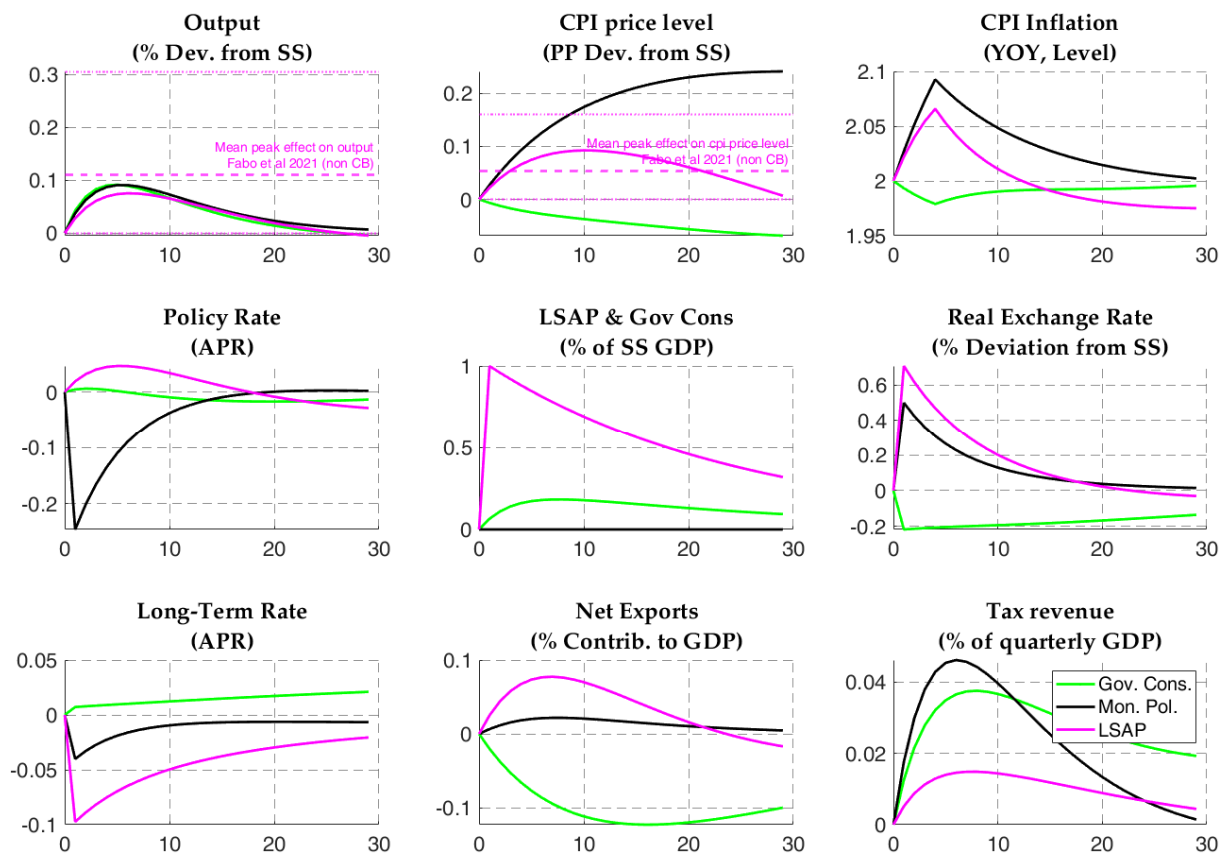 Output
(% Dev. from SS)
0.3
0.2
0.1
0
0
10
20
30
Mean peak effect on output
Fabo et al 2021 (non CB)
CPI price level
(PP Dev. from SS)
0.2
0.1
0
0
10
20
30
Mean peak effect on cpi price level
Fabo et al 2021 (non CB)
CPI Inflation
(YOY, Level)
2.1
2.05
2
1.95
0
10
20
30
Policy Rate
(APR)
0
-0.1
-0.2
0
10
20
30
LSAP & Gov Cons
(% of SS GDP)
1
0.5
0
0
10
20
30
Real Exchange Rate
(% Deviation from SS)
0.6
0.4
0.2
0
-0.2
0
10
20
30
Long-Term Rate
(APR)
0.05
0
-0.05
-0.1
0
10
20
30
Net Exports
(% Contrib. to GDP)
0.1
0
-0.1
0
10
20
30
Tax revenue
(% of quarterly GDP)
0.04
0.02
0
0
10
20
30
Gov. Cons.
Mon. Pol.
LSAP